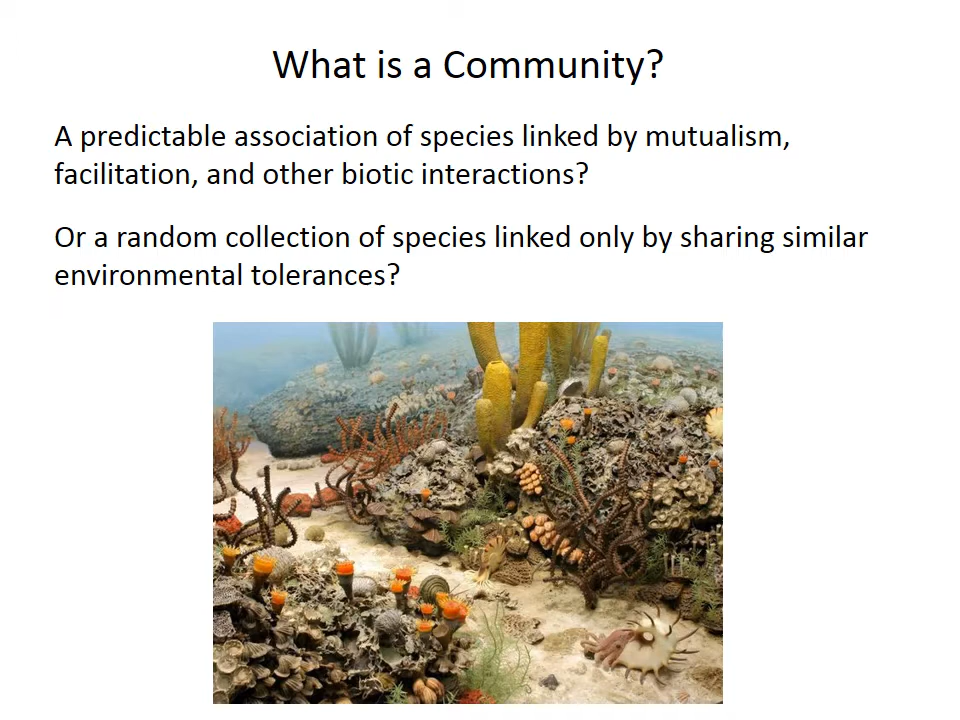 What is a Community?
A predictable association of species linked by mutualism,
facilitation, and other biotic interactions?
Or a random collection of species linked only by sharing similar
environmental tolerances?